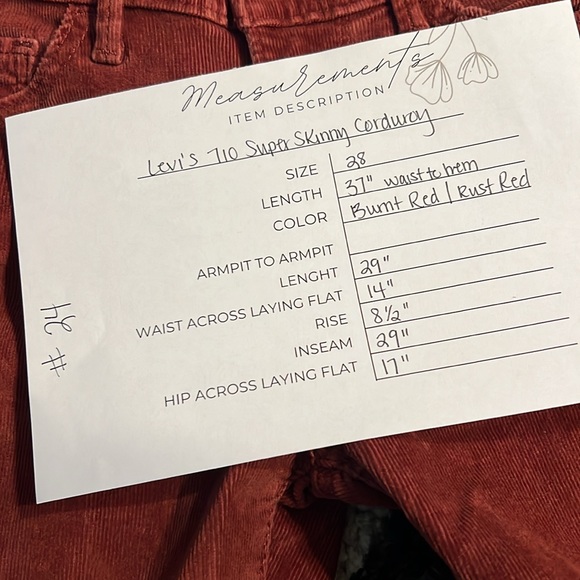 Measurements
ITEM DESCRIPTION
Levi's 710 Super Skinny Corduroy
SIZE 28
LENGTH 37" waist to hem
COLOR Burnt Red | Rust Red
ARMPIT TO ARMPIT
LENGHT 29"
WAIST ACROSS LAYING FLAT 14"
RISE 8½"
INSEAM 29"
HIP ACROSS LAYING FLAT 17"
# 24